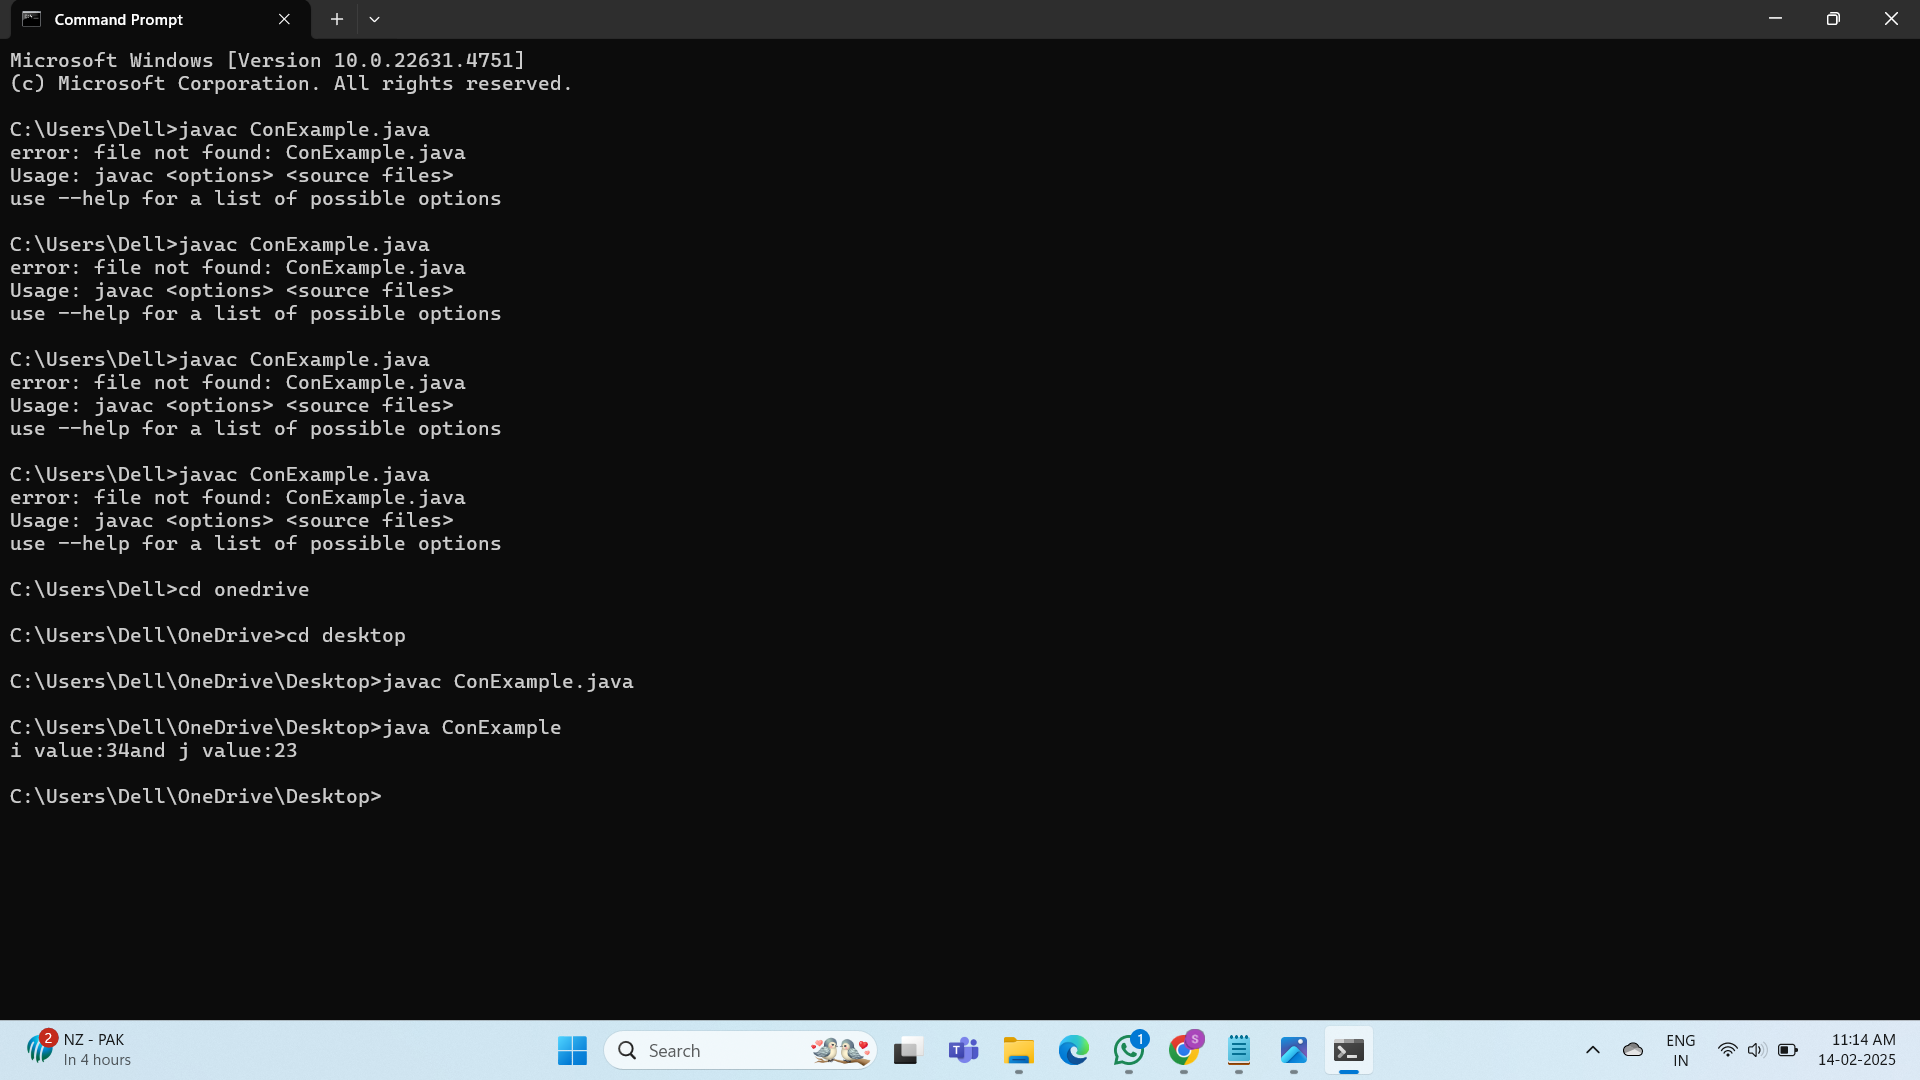 Command Prompt
Microsoft Windows [Version 10.0.22631.4751]
(c) Microsoft Corporation. All rights reserved.
C:\Users\Dell>javac ConExample.java
error: file not found: ConExample.java
Usage: javac <options> <source files>
use --help for a list of possible options
C:\Users\Dell>javac ConExample.java
error: file not found: ConExample.java
Usage: javac <options> <source files>
use --help for a list of possible options
C:\Users\Dell>javac ConExample.java
error: file not found: ConExample.java
Usage: javac <options> <source files>
use --help for a list of possible options
C:\Users\Dell>javac ConExample.java
error: file not found: ConExample.java
Usage: javac <options> <source files>
use --help for a list of possible options
C:\Users\Dell>cd onedrive
C:\Users\Dell\OneDrive>cd desktop
C:\Users\Dell\OneDrive\Desktop>javac ConExample.java
C:\Users\Dell\OneDrive\Desktop>java ConExample
i value:34and j value:23
C:\Users\Dell\OneDrive\Desktop>
2
NZ - PAK
In 4 hours
Search
T
1
S
ENG
IN
11:14 AM
14-02-2025